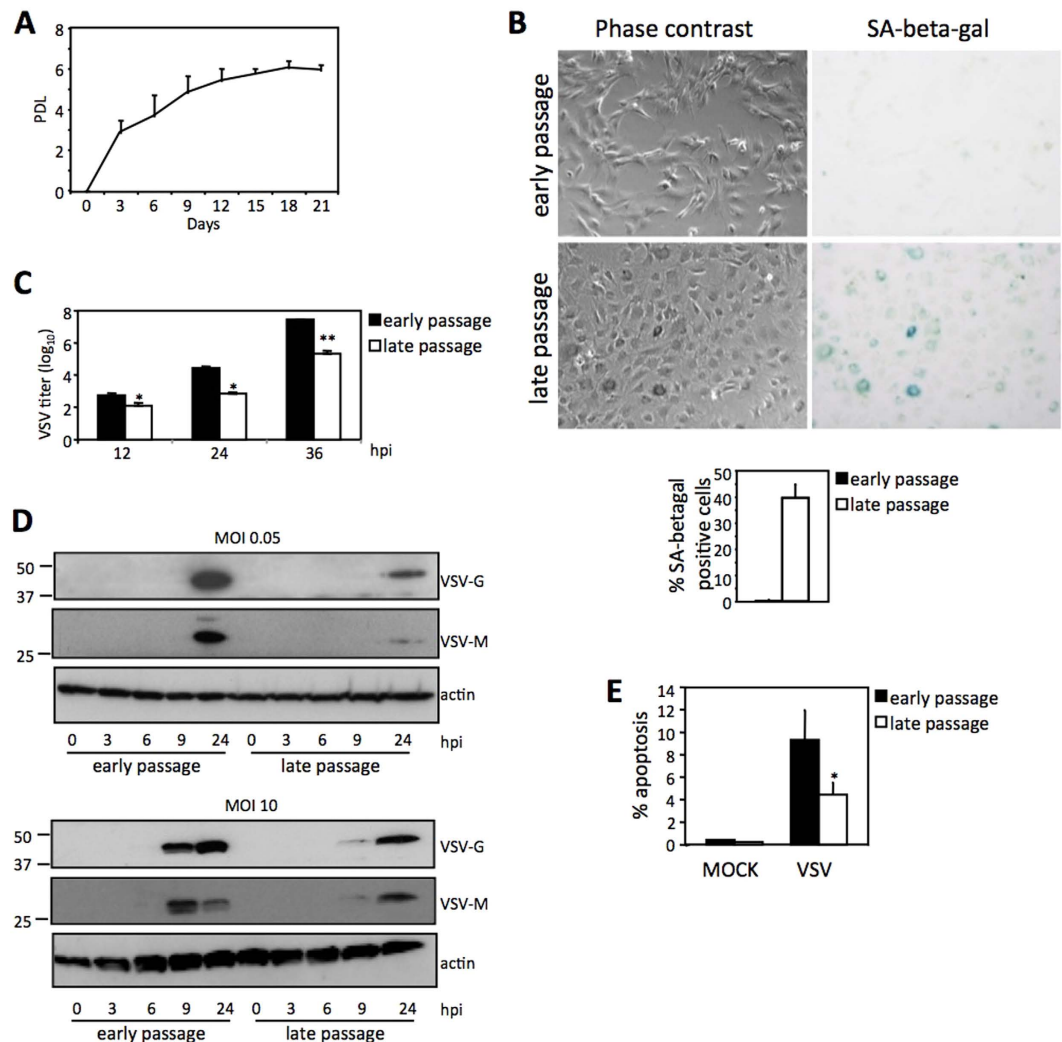 A
8
6
4
2
0
PDL
0 3 6 9 12 15 18 21
Days
B
Phase contrast SA-beta-gal
early passage
late passage
% SA-betagal
positive cells
50
40
30
20
10
0
early passage
late passage
C
VSV titer (log10)
8
6
4
2
0
* * **
12 24 36 hpi
early passage
late passage
D
MOI 0.05
50
37
VSV-G
25
VSV-M
actin
0 3 6 9 24 0 3 6 9 24 hpi
early passage late passage
MOI 10
50
37
VSV-G
25
VSV-M
actin
0 3 6 9 24 0 3 6 9 24 hpi
early passage late passage
E
% apoptosis
14
12
10
8
6
4
2
0
*
MOCK VSV
early passage
late passage